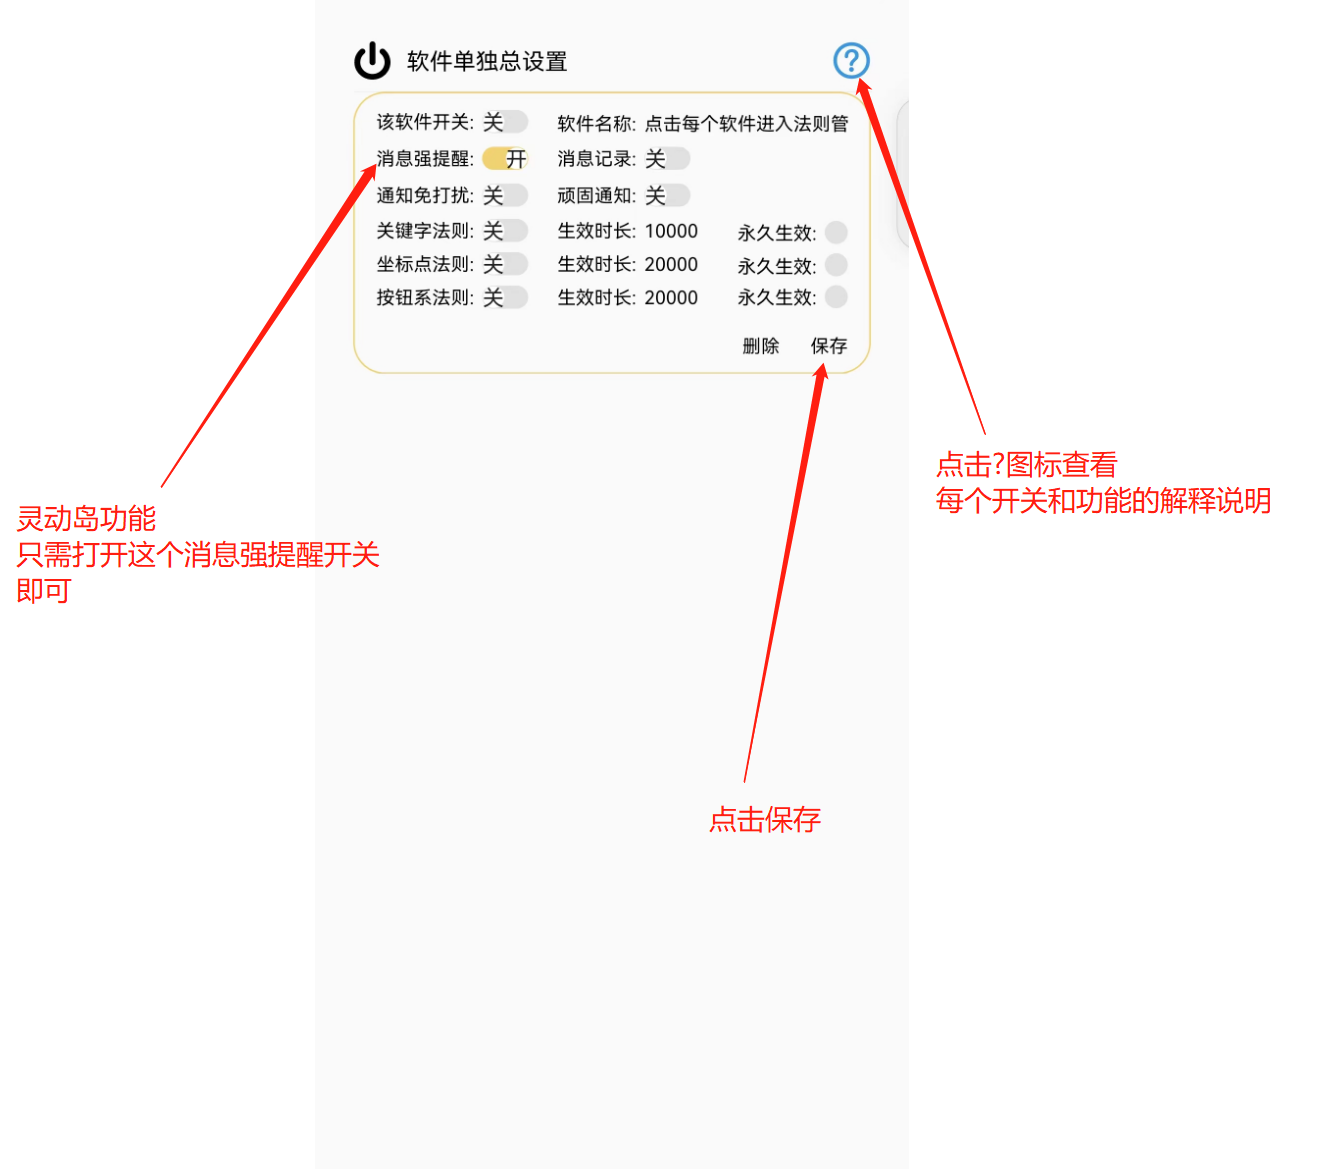 软件单独总设置
该软件开关: 关 软件名称: 点击每个软件进入法则管
消息强提醒: 开 消息记录: 关
通知免打扰: 关 顽固通知: 关
关键字法则: 关 生效时长: 10000 永久生效:
坐标点法则: 关 生效时长: 20000 永久生效:
按钮系法则: 关 生效时长: 20000 永久生效:
删除 保存
点击?图标查看
每个开关和功能的解释说明
灵动岛功能
只需打开这个消息强提醒开关
即可
点击保存